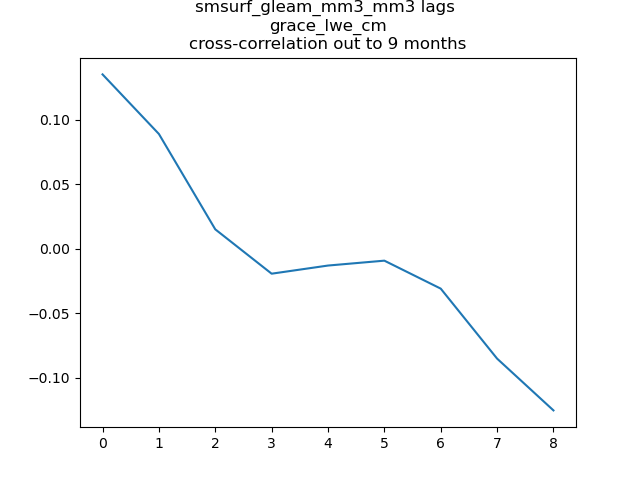 smsurf_gleam_mm3_mm3 lags
grace_lwe_cm
cross-correlation out to 9 months
0.10
0.05
0.00
−0.05
−0.10
0 1 2 3 4 5 6 7 8